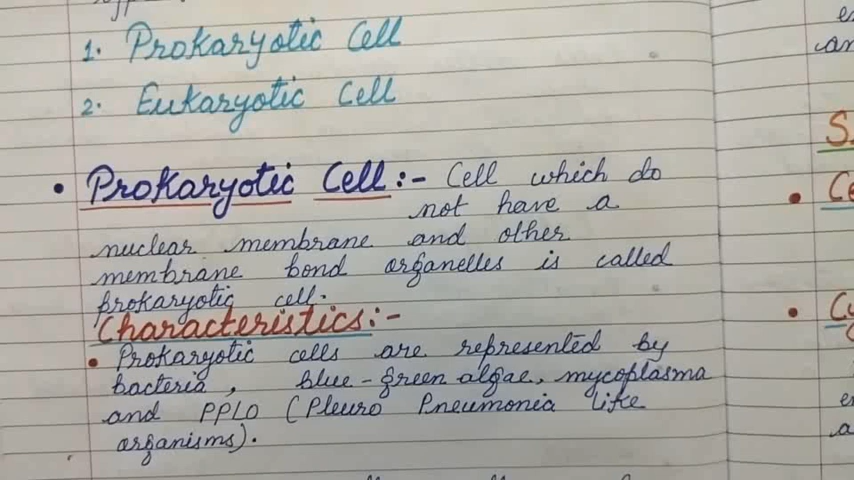 1. Prokaryotic Cell
2. Eukaryotic Cell
• Prokaryotic Cell :- Cell which do
not have a
nuclear membrane and other
membrane bond organelles is called
prokaryotic cell.
Characteristics :-
• Prokaryotic cells are represented by
bacteria, blue-green algae, mycoplasma
and PPLO (Pleuro Pneumonia like
organisms).